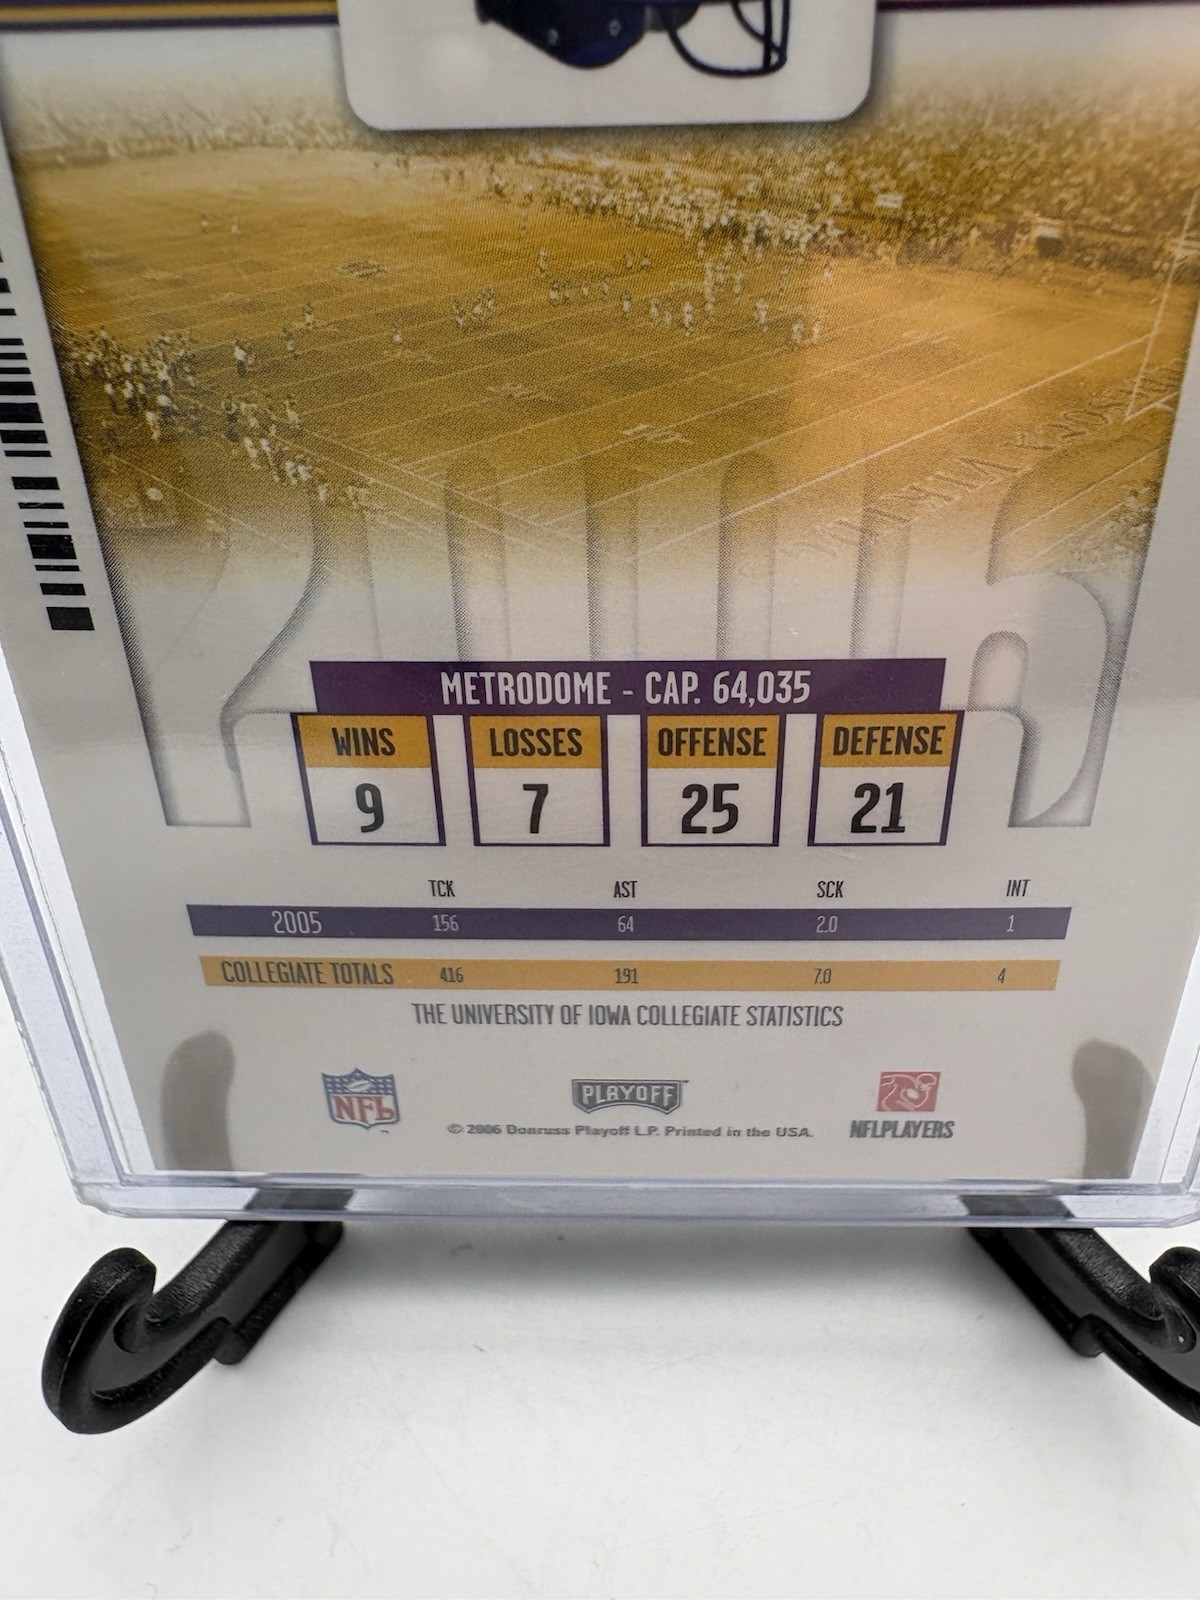 2006
VIKINGS
METRODOME - CAP. 64,035
WINS LOSSES OFFENSE DEFENSE
9 7 25 21
TCK AST SCK INT
2005 156 64 2.0 1
COLLEGIATE TOTALS 416 191 7.0 4
THE UNIVERSITY OF IOWA COLLEGIATE STATISTICS
NFL PLAYOFF
© 2006 Donruss Playoff L.P. Printed in the USA. NFLPLAYERS